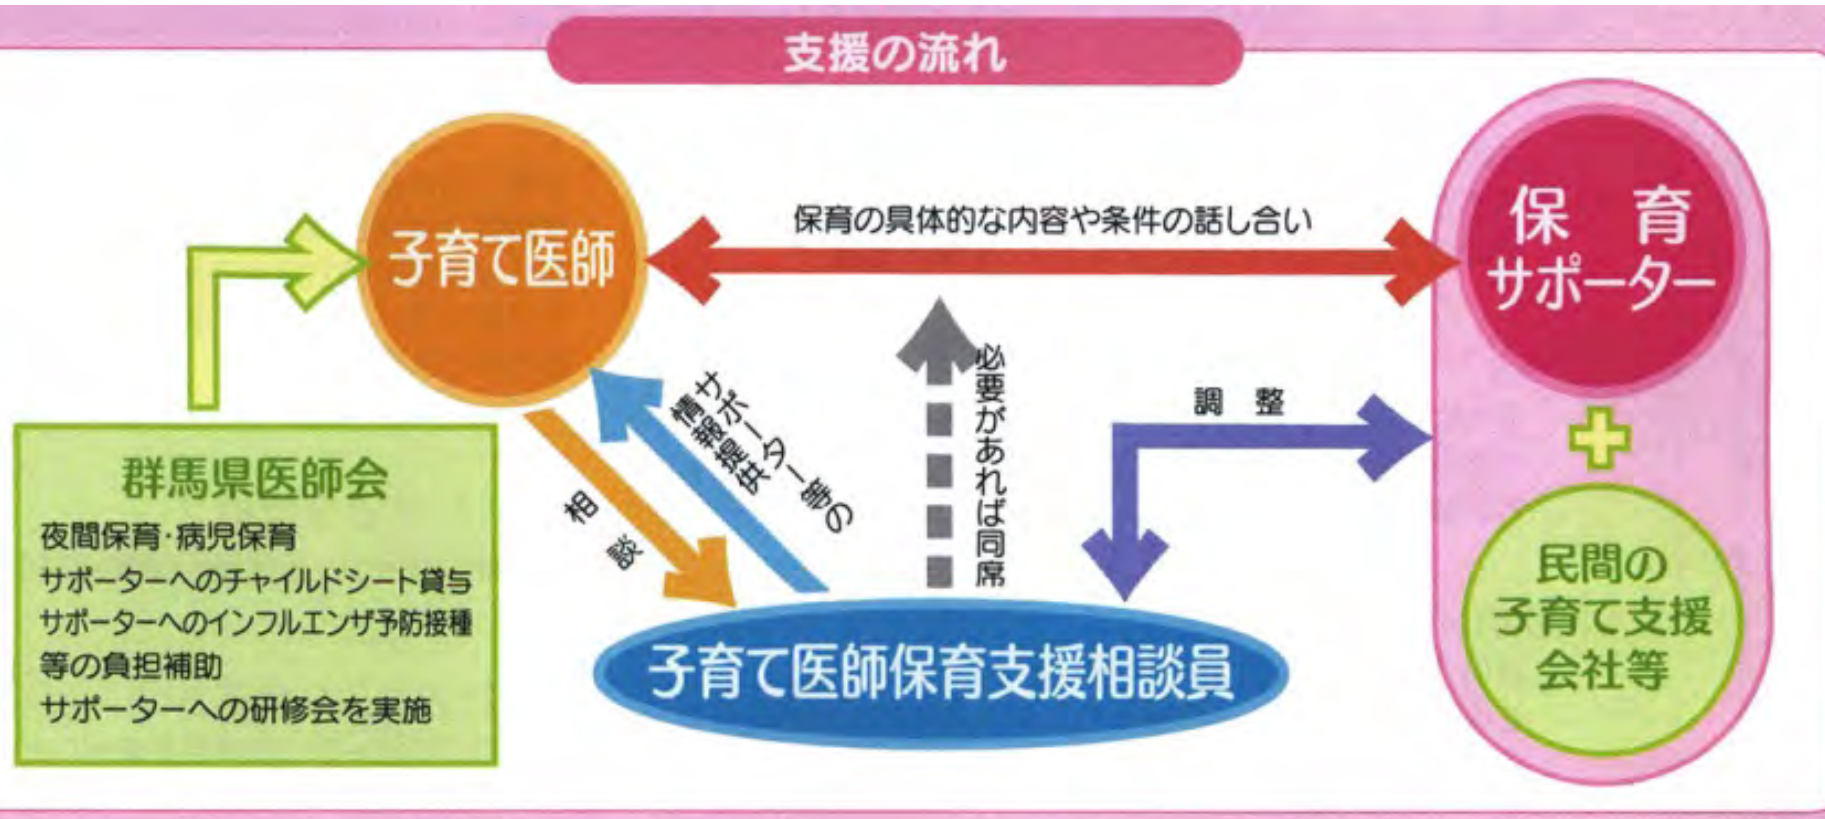 支援の流れ
子育て医師
保育の具体的な内容や条件の話し合い
保 育
サポーター
群馬県医師会
夜間保育・病児保育
サポーターへのチャイルドシート貸与
サポーターへのインフルエンザ予防接種
等の負担補助
サポーターへの研修会を実施
相 談
サポーター等の
情報提供
必要があれば同席
調 整
民間の
子育て支援
会社等
子育て医師保育支援相談員